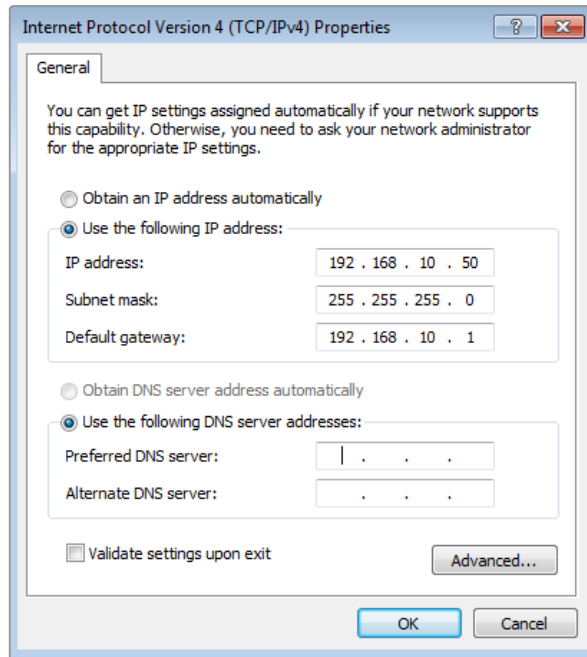 Internet Protocol Version 4 (TCP/IPv4) Properties
General
You can get IP settings assigned automatically if your network supports
this capability. Otherwise, you need to ask your network administrator
for the appropriate IP settings.
Obtain an IP address automatically
Use the following IP address:
IP address: 192 . 168 . 10 . 50
Subnet mask: 255 . 255 . 255 . 0
Default gateway: 192 . 168 . 10 . 1
Obtain DNS server address automatically
Use the following DNS server addresses:
Preferred DNS server: . . .
Alternate DNS server: . . .
Validate settings upon exit
Advanced...
OK Cancel